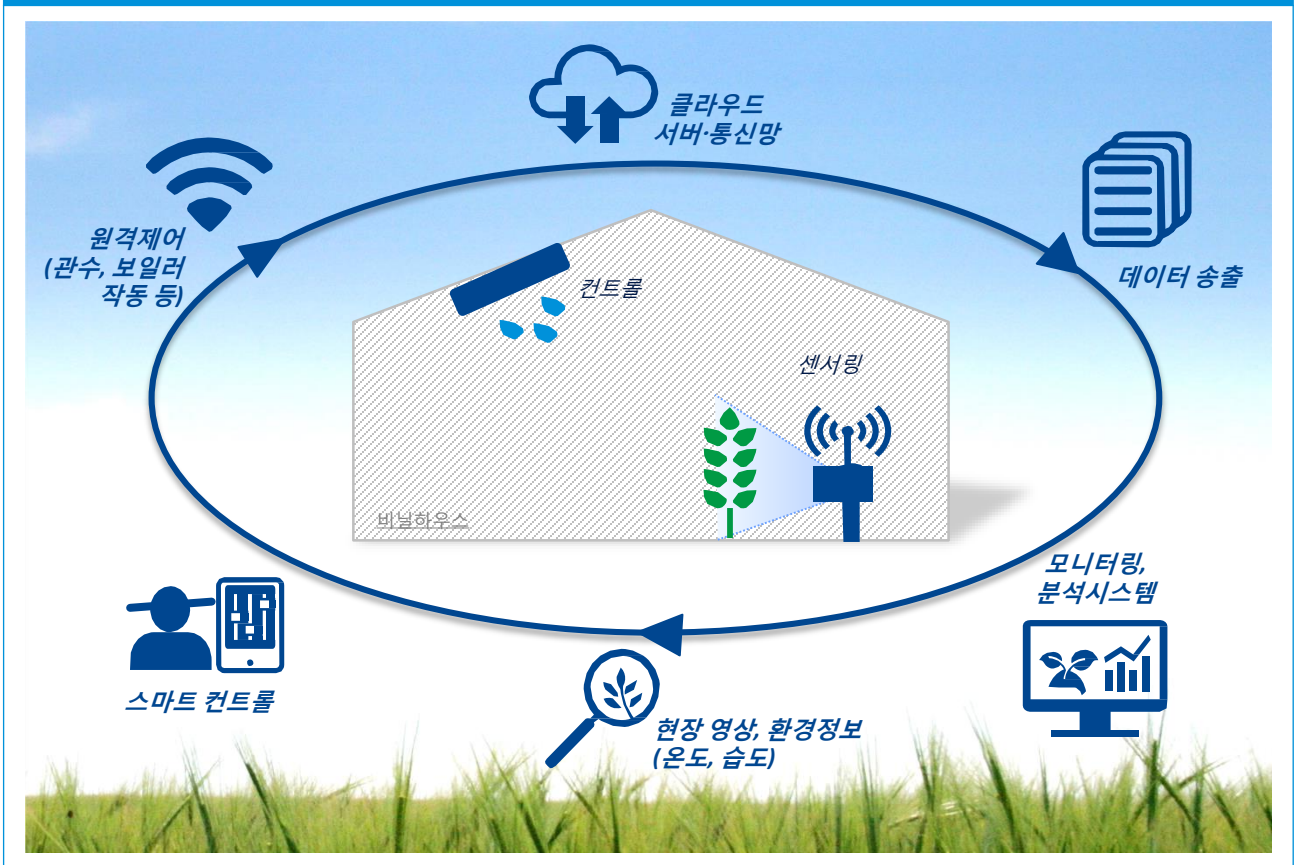 클라우드
서버·통신망
원격제어
(관수, 보일러
작동 등)
데이터 송출
컨트롤
센서링
비닐하우스
모니터링,
분석시스템
스마트 컨트롤
현장 영상, 환경정보
(온도, 습도)